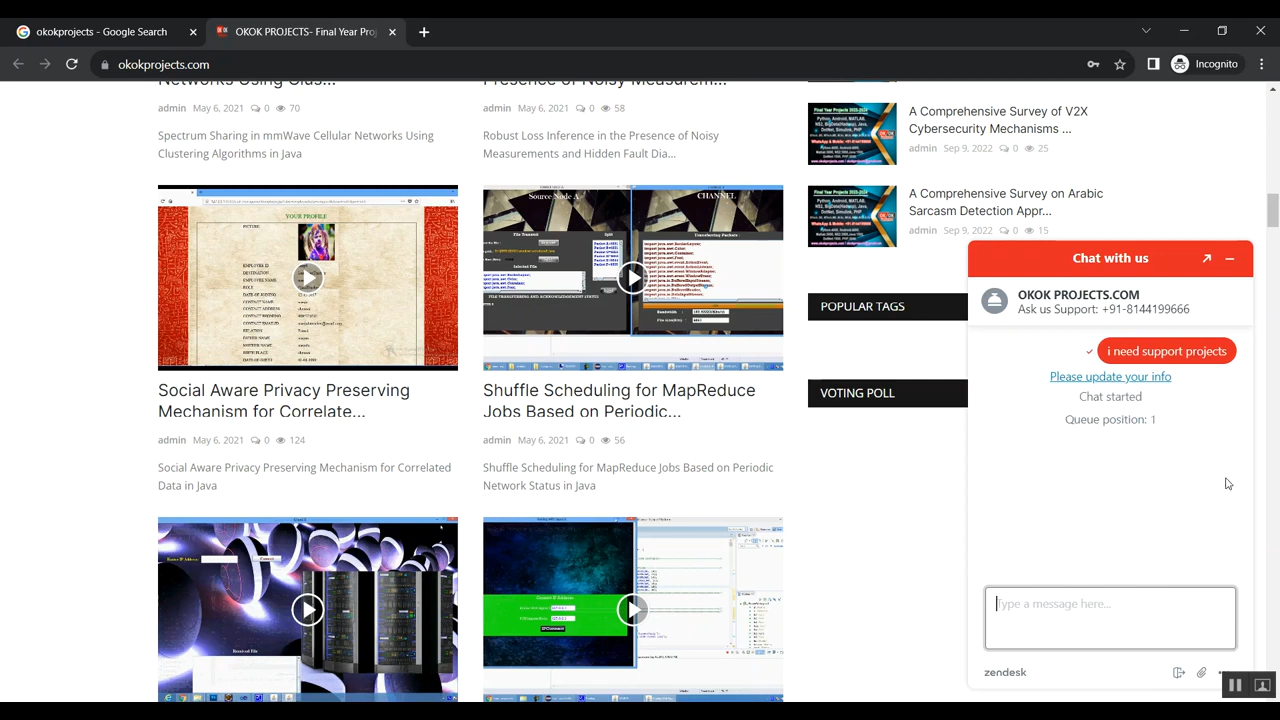 okokprojects - Google Search
OKOK PROJECTS- Final Year Proj
okokprojects.com
Incognito
admin May 6, 2021 0 70
Spectrum Sharing in mmWave Cellular Networks Using
Clustering Algorithms in Java
admin May 6, 2021 0 58
Robust Loss Inference in the Presence of Noisy
Measurements and Hidden Fault Dia...
YOUR PROFILE
PICTURE
Social Aware Privacy Preserving
Mechanism for Correlate...
admin May 6, 2021 0 124
Social Aware Privacy Preserving Mechanism for Correlated
Data in Java
Source Node A
CHANNEL
Shuffle Scheduling for MapReduce
Jobs Based on Periodic...
admin May 6, 2021 0 56
Shuffle Scheduling for MapReduce Jobs Based on Periodic
Network Status in Java
A Comprehensive Survey of V2X
Cybersecurity Mechanisms ...
admin Sep 9, 2022 0 25
A Comprehensive Survey on Arabic
Sarcasm Detection Appr...
admin Sep 9, 2022 0 15
POPULAR TAGS
VOTING POLL
Chat with us
OKOK PROJECTS.COM
Ask us Support:+91 8144199666
i need support projects
Please update your info
Chat started
Queue position: 1
Type a message here...
zendesk